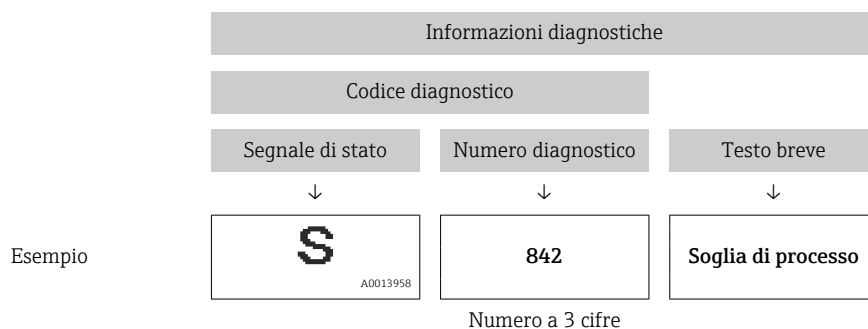 Informazioni diagnostiche
Codice diagnostico
Segnale di stato Numero diagnostico Testo breve
↓ ↓ ↓
Esempio S 842 Soglia di processo
A0013958
Numero a 3 cifre